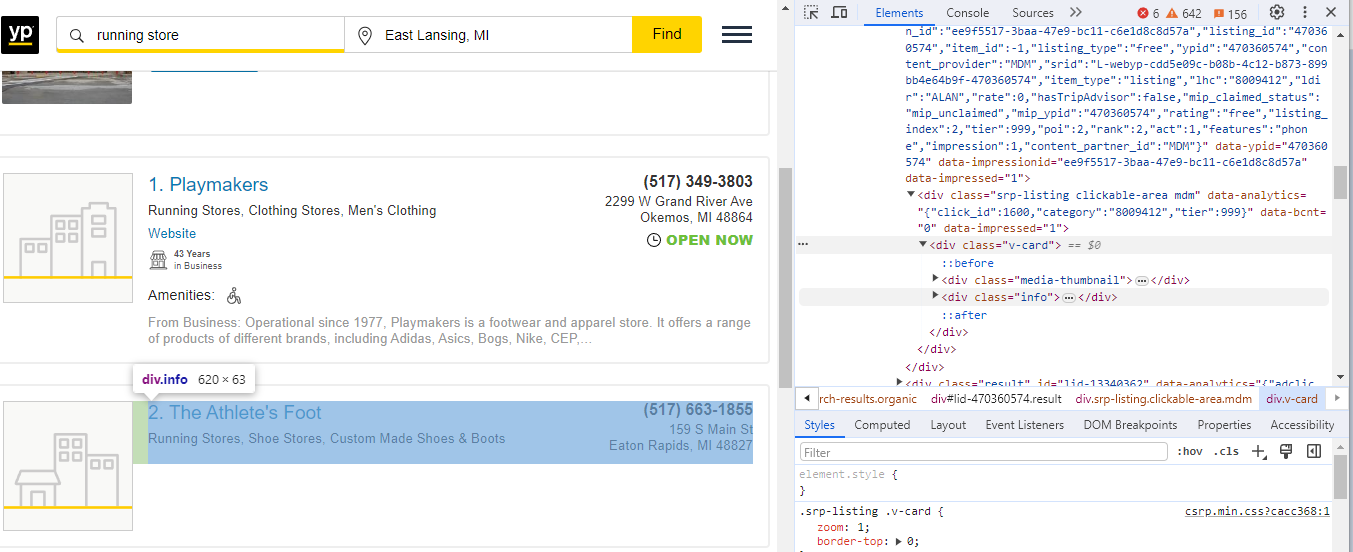 yp
running store
East Lansing, MI
Find
1. Playmakers
(517) 349-3803
Running Stores, Clothing Stores, Men's Clothing
2299 W Grand River Ave
Okemos, MI 48864
Website
OPEN NOW
43 Years
in Business
Amenities:
From Business: Operational since 1977, Playmakers is a footwear and apparel store. It offers a range
of products of different brands, including Adidas, Asics, Bogs, Nike, CEP,...
div.info 620 × 63
2. The Athlete's Foot
(517) 663-1855
Running Stores, Shoe Stores, Custom Made Shoes & Boots
159 S Main St
Eaton Rapids, MI 48827
Elements Console Sources 6 642 156
n_id":"ee9f5517-3baa-47e9-bc11-c6e1d8c8d57a","listing_id":"47036
0574","item_id":-1,"listing_type":"free","ypid":"470360574","con
tent_provider":"MDM","srid":"L-webyp-cdd5e09c-b08b-4c12-b873-899
bb4e64b9f-470360574","item_type":"listing","lhc":"8009412","ldi
r":"ALAN","rate":0,"hasTripAdvisor":false,"mip_claimed_status":
"mip_unclaimed","mip_ypid":"470360574","rating":"free","listing_
index":2,"tier":999,"poi":2,"rank":2,"act":1,"features":"phon
e","impression":1,"content_partner_id":"MDM"}" data-ypid="470360
574" data-impressionid="ee9f5517-3baa-47e9-bc11-c6e1d8c8d57a"
data-impressed="1">
<div class="srp-listing clickable-area mdm" data-analytics=
"{"click_id":1600,"category":"8009412","tier":999}" data-bcnt=
"0" data-impressed="1">
<div class="v-card"> == $0
::before
<div class="media-thumbnail">…</div>
<div class="info">…</div>
::after
</div>
</div>
</div>
<div class="result" id="lid-13340362" data-analytics="{"adclic
rch-results.organic div#lid-470360574.result div.srp-listing.clickable-area.mdm div.v-card
Styles Computed Layout Event Listeners DOM Breakpoints Properties Accessibility
Filter :hov .cls
element.style {
}
.srp-listing .v-card { csrp.min.css?cacc368:1
zoom: 1;
border-top: 0;